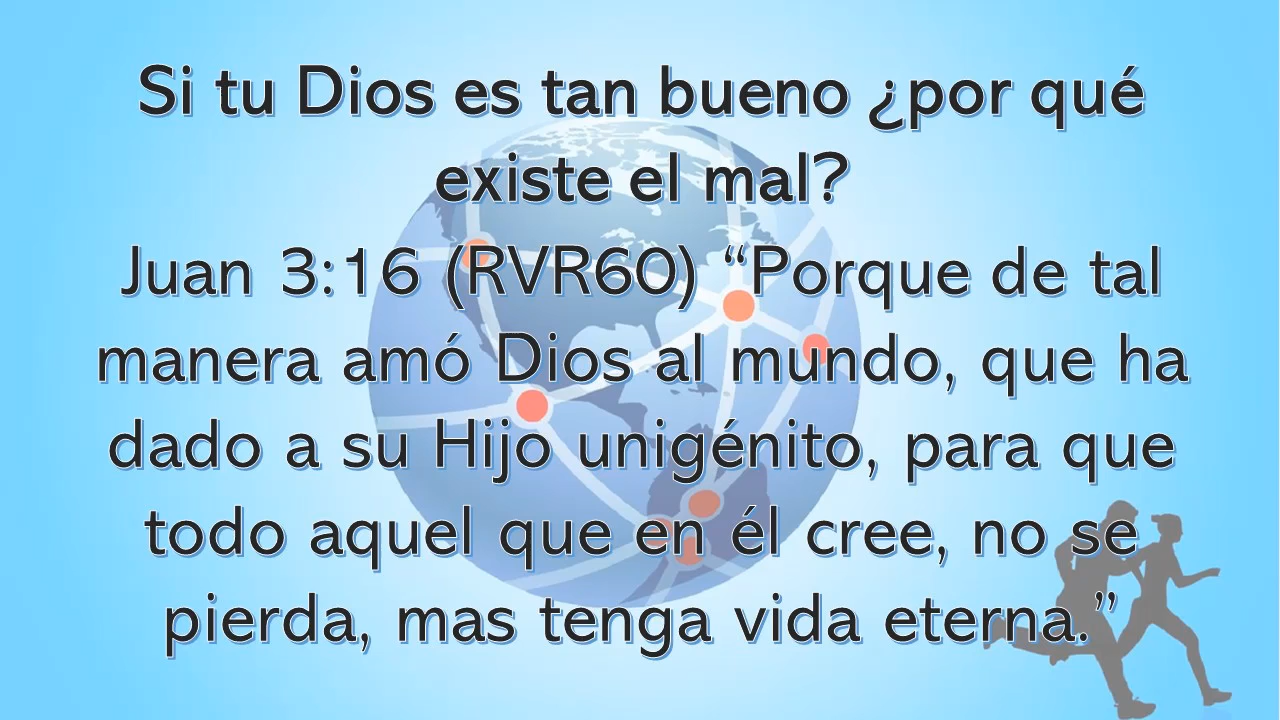 Si tu Dios es tan bueno ¿por qué
existe el mal?
Juan 3:16 (RVR60) “Porque de tal
manera amó Dios al mundo, que ha
dado a su Hijo unigénito, para que
todo aquel que en él cree, no se
pierda, mas tenga vida eterna.”